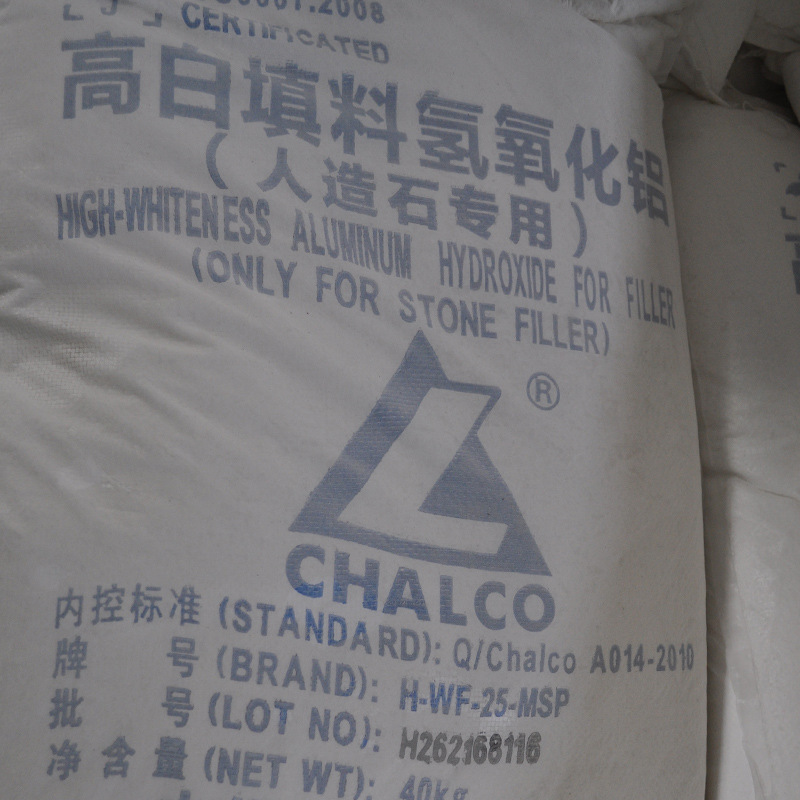 CERTIFICATED
高白填料氢氧化铝
(人造石专用)
HIGH-WHITENESS ALUMINUM HYDROXIDE FOR FILLER
(ONLY FOR STONE FILLER)
®
CHALCO
内控标准 (STANDARD): Q/Chalco A014-2010
牌 号 (BRAND): H-WF-25-MSP
批 号 (LOT NO): H262168116
净含量 (NET WT): 40kg